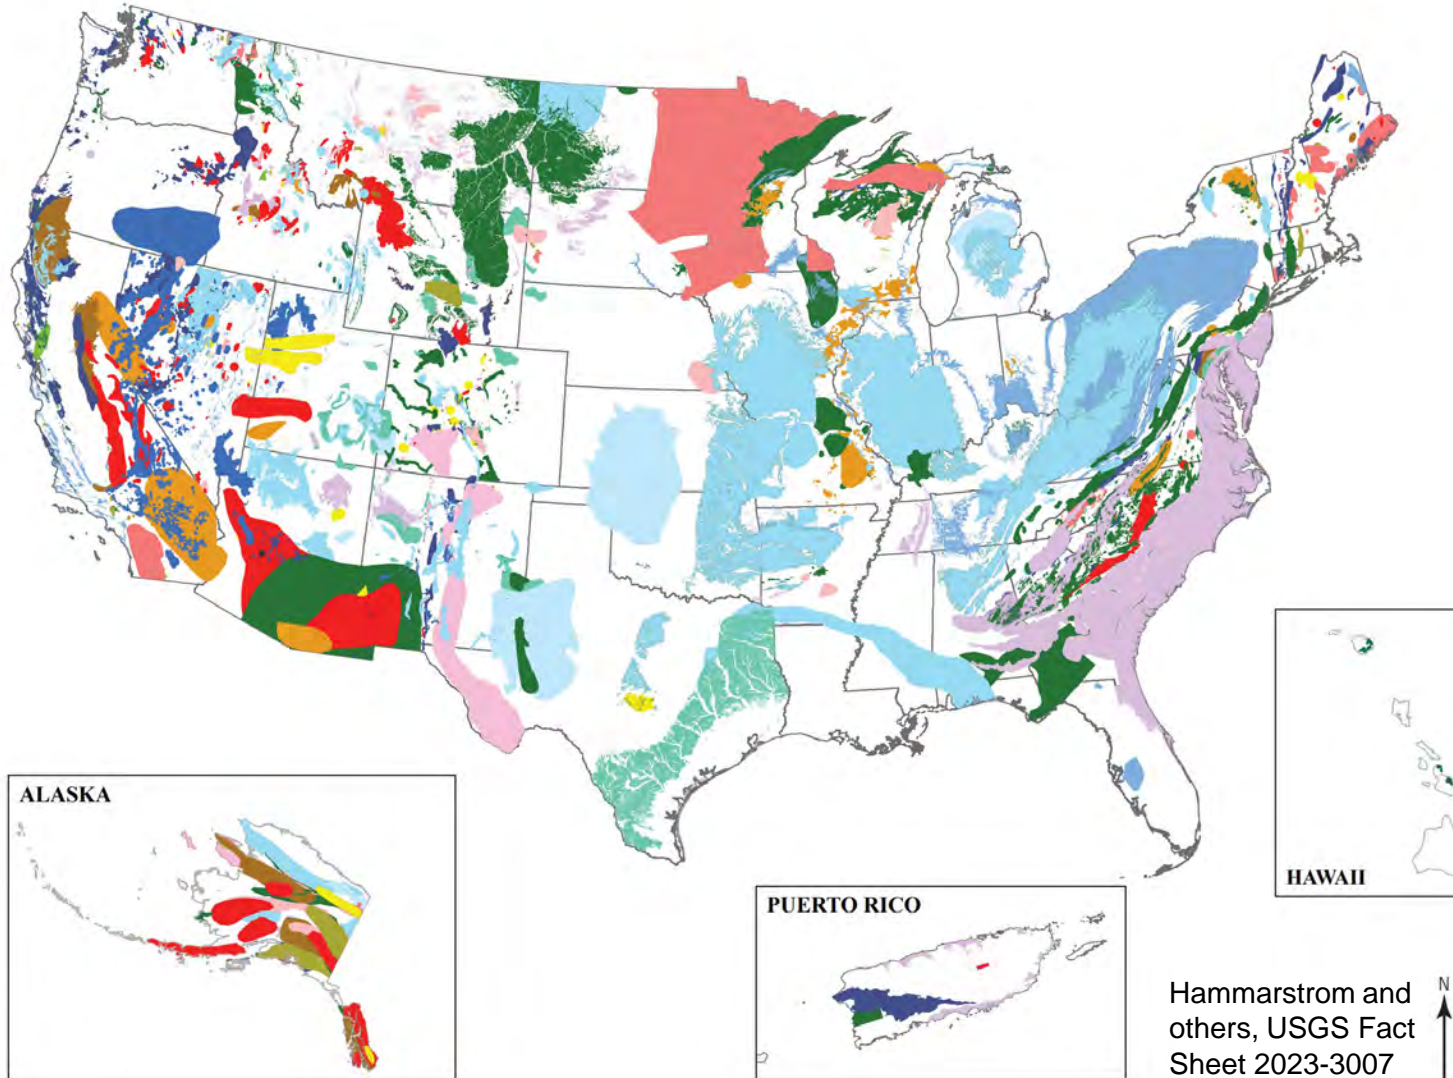 ALASKA
PUERTO RICO
HAWAII
Hammarstrom and
others, USGS Fact
Sheet 2023-3007
N